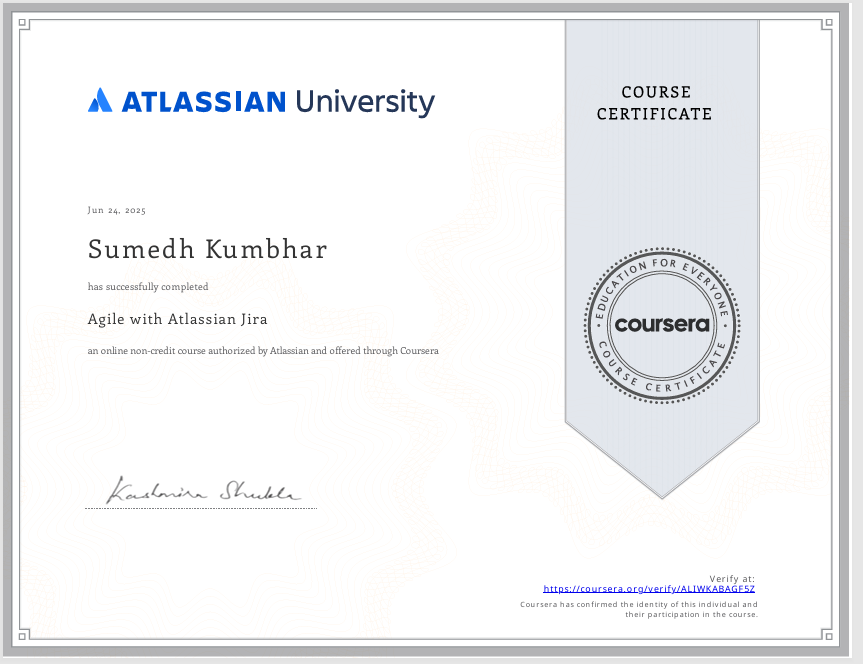 ATLASSIAN University
COURSE
CERTIFICATE
Jun 24, 2025
Sumedh Kumbhar
has successfully completed
Agile with Atlassian Jira
an online non-credit course authorized by Atlassian and offered through Coursera
EDUCATION FOR EVERYONE
coursera
COURSE CERTIFICATE
Kashmira Shukla
Verify at:
https://coursera.org/verify/ALIWKABAGF5Z
Coursera has confirmed the identity of this individual and
their participation in the course.